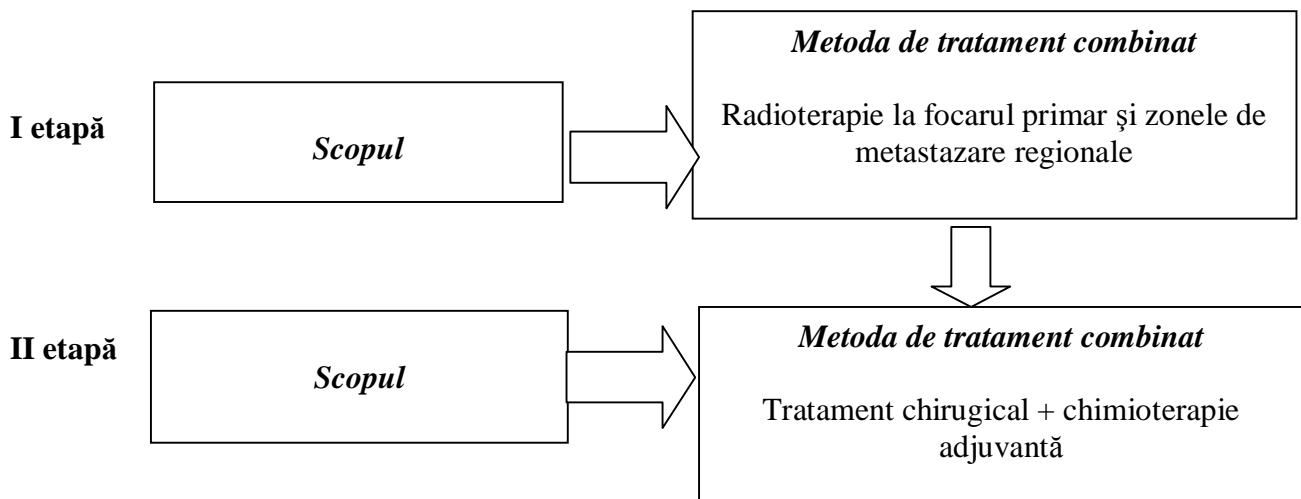 Metoda de tratament combinat
I etapă
Scopul
Radioterapie la focarul primar şi zonele de
metastazare regionale
II etapă
Scopul
Metoda de tratament combinat
Tratament chirugical + chimioterapie
adjuvantă